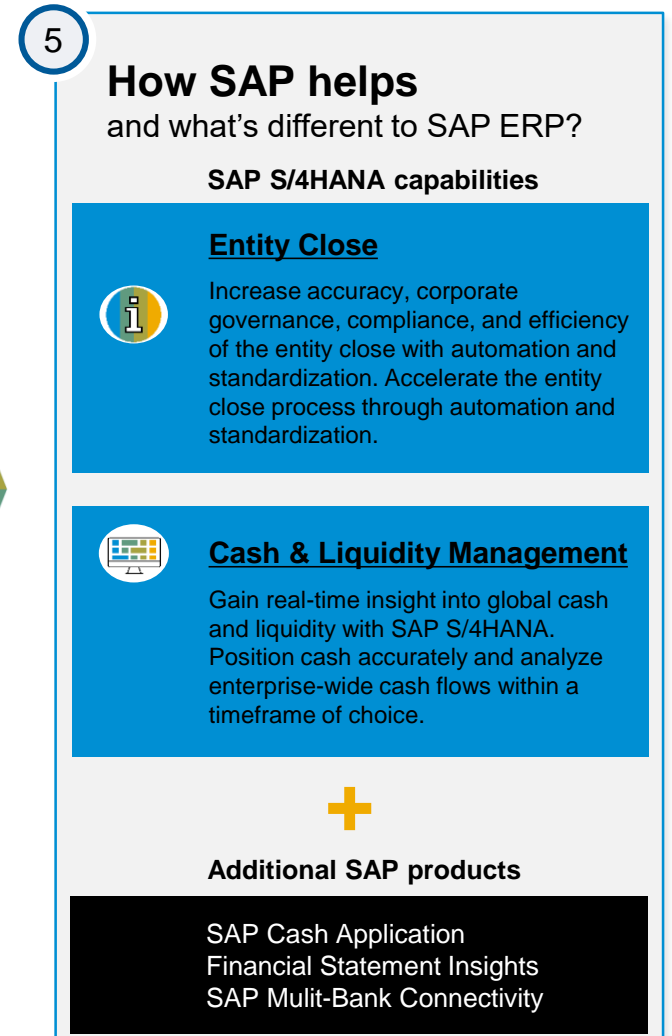 5
How SAP helps
and what's different to SAP ERP?
SAP S/4HANA capabilities
Entity Close
Increase accuracy, corporate
governance, compliance, and efficiency
of the entity close with automation and
standardization. Accelerate the entity
close process through automation and
standardization.
Cash & Liquidity Management
Gain real-time insight into global cash
and liquidity with SAP S/4HANA.
Position cash accurately and analyze
enterprise-wide cash flows within a
timeframe of choice.
+
Additional SAP products
SAP Cash Application
Financial Statement Insights
SAP Mulit-Bank Connectivity